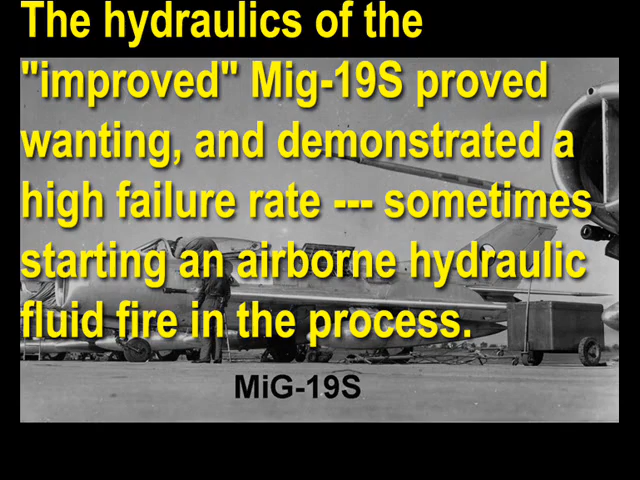 The hydraulics of the
"improved" Mig-19S proved
wanting, and demonstrated a
high failure rate --- sometimes
starting an airborne hydraulic
fluid fire in the process.
MiG-19S